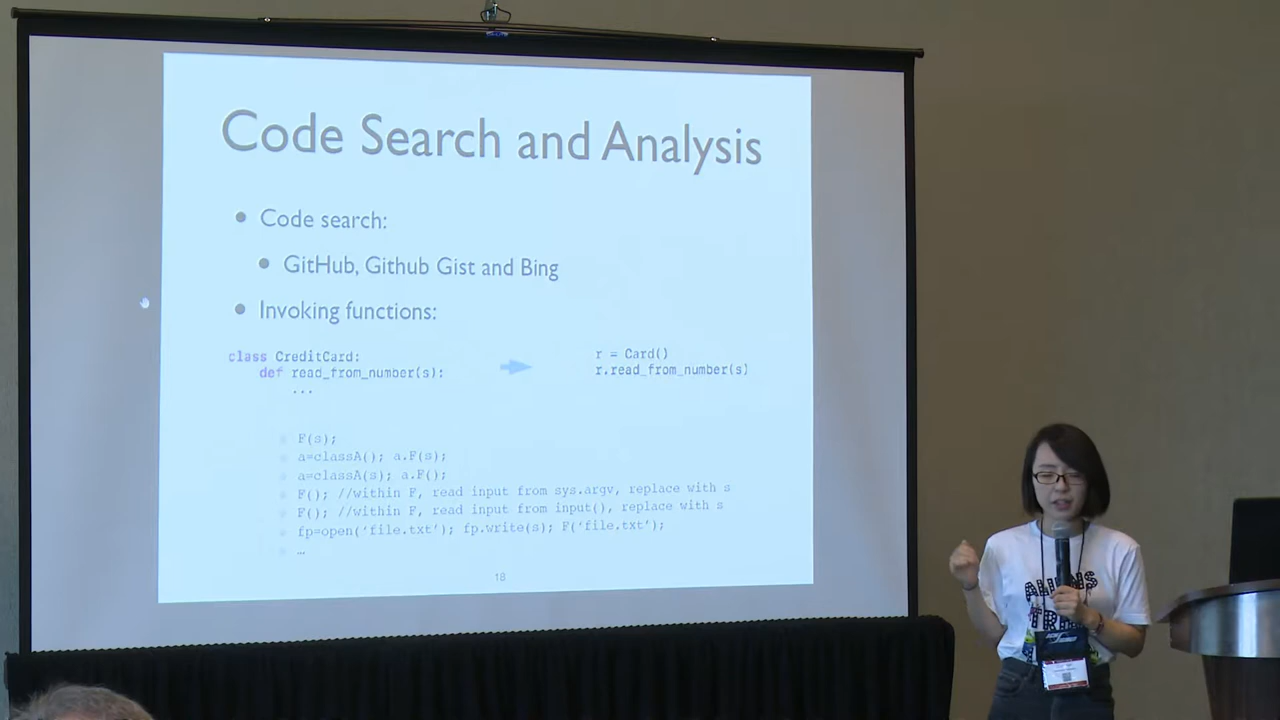 Code Search and Analysis
• Code search:
• GitHub, Github Gist and Bing
• Invoking functions:
class CreditCard:
def read_from_number(s):
...
r = Card()
r.read_from_number(s)
F(s);
a=classA(); a.F(s);
a=classA(s); a.F();
F(); //within F, read input from sys.argv, replace with s
F(); //within F, read input from input(), replace with s
fp=open('file.txt'); fp.write(s); F('file.txt');
…
18